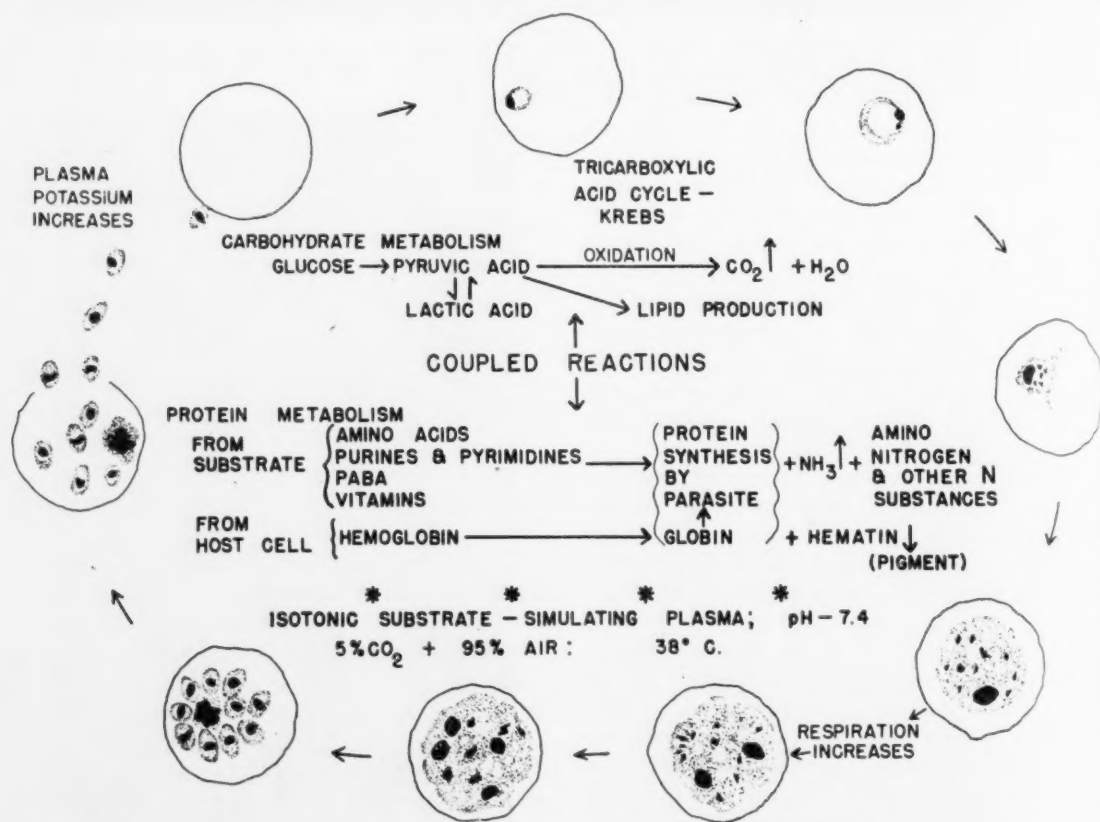 PLASMA
POTASSIUM
INCREASES
TRICARBOXYLIC
ACID CYCLE –
KREBS
CARBOHYDRATE METABOLISM
GLUCOSE → PYRUVIC ACID OXIDATION → CO₂ ↑ + H₂O
LACTIC ACID LIPID PRODUCTION
COUPLED REACTIONS
PROTEIN METABOLISM
FROM
SUBSTRATE
AMINO ACIDS
PURINES & PYRIMIDINES
PABA
VITAMINS
PROTEIN
SYNTHESIS
BY
PARASITE
+ NH₃ ↑ +
AMINO
NITROGEN
& OTHER N
SUBSTANCES
FROM
HOST CELL
HEMOGLOBIN → GLOBIN + HEMATIN ↓
(PIGMENT)
* * * *
ISOTONIC SUBSTRATE – SIMULATING PLASMA; pH – 7.4
5% CO₂ + 95% AIR : 38° C.
RESPIRATION
INCREASES